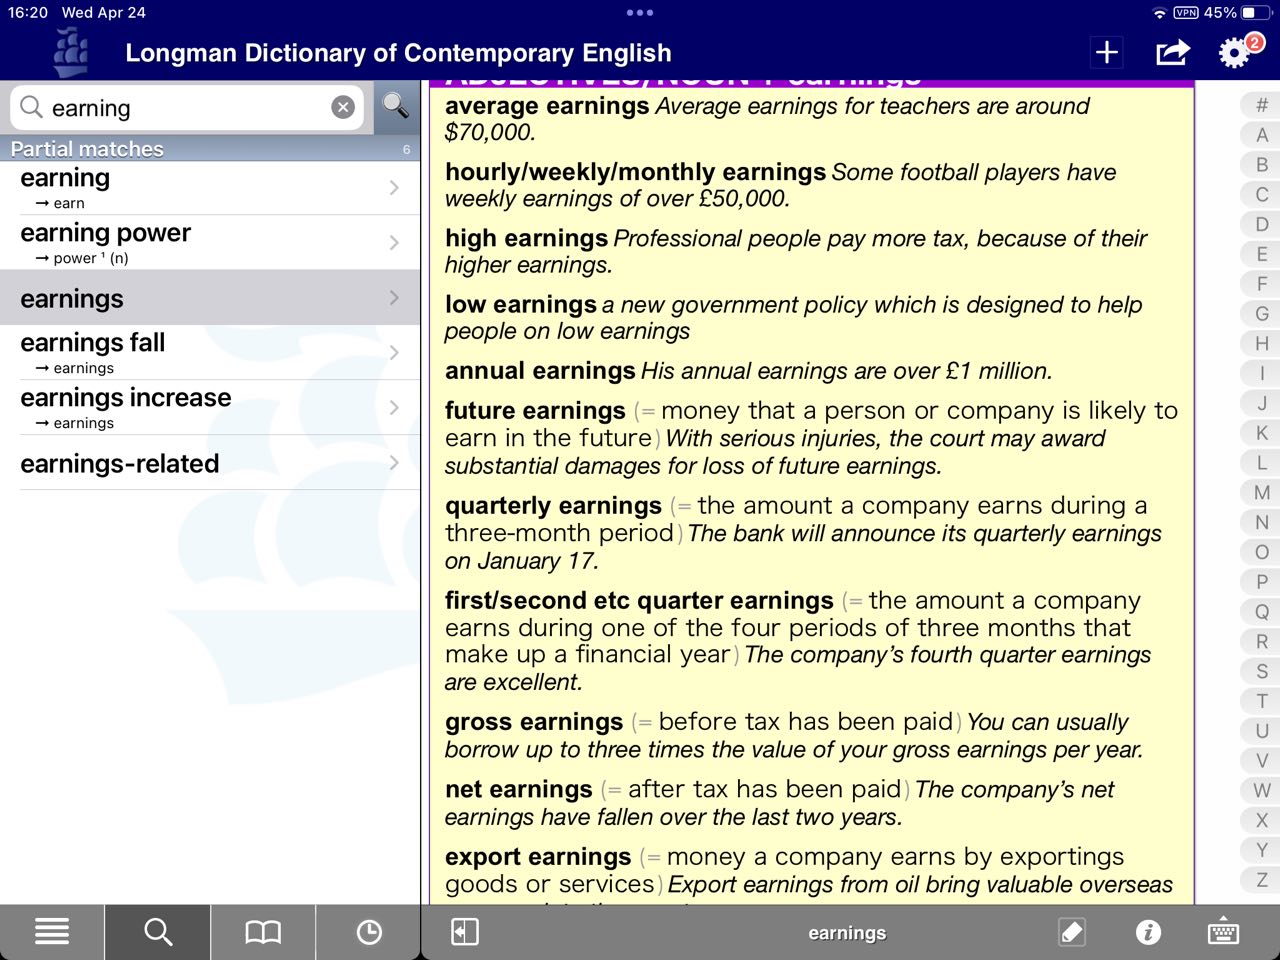 16:20 Wed Apr 24
VPN 45%
Longman Dictionary of Contemporary English
2
earning
Partial matches 6
earning
→ earn
earning power
→ power ¹ (n)
earnings
earnings fall
→ earnings
earnings increase
→ earnings
earnings-related
ADJECTIVES/NOUN + earnings
average earnings Average earnings for teachers are around
$70,000.
hourly/weekly/monthly earnings Some football players have
weekly earnings of over £50,000.
high earnings Professional people pay more tax, because of their
higher earnings.
low earnings a new government policy which is designed to help
people on low earnings
annual earnings His annual earnings are over £1 million.
future earnings (= money that a person or company is likely to
earn in the future) With serious injuries, the court may award
substantial damages for loss of future earnings.
quarterly earnings (= the amount a company earns during a
three-month period) The bank will announce its quarterly earnings
on January 17.
first/second etc quarter earnings (= the amount a company
earns during one of the four periods of three months that
make up a financial year) The company's fourth quarter earnings
are excellent.
gross earnings (= before tax has been paid) You can usually
borrow up to three times the value of your gross earnings per year.
net earnings (= after tax has been paid) The company's net
earnings have fallen over the last two years.
export earnings (= money a company earns by exportings
goods or services) Export earnings from oil bring valuable overseas
#
A
B
C
D
E
F
G
H
I
J
K
L
M
N
O
P
Q
R
S
T
U
V
W
X
Y
Z
earnings